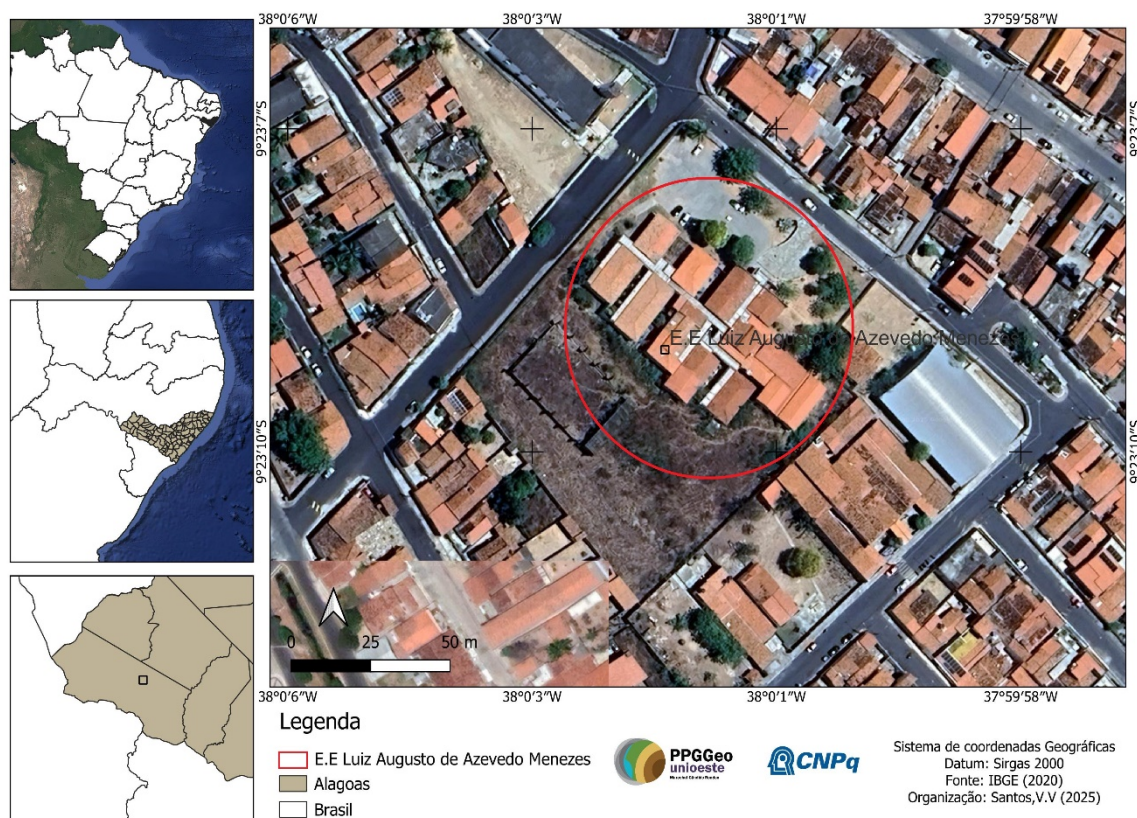 38°0′6″W 38°0′3″W 38°0′1″W 37°59′58″W
9°23′7″S 9°23′7″S
E.E Luiz Augusto de Azevedo Menezes
9°23′10″S 9°23′10″S
0 25 50 m
38°0′6″W 38°0′3″W 38°0′1″W 37°59′58″W
Legenda
E.E Luiz Augusto de Azevedo Menezes
Alagoas
Brasil
PPGGeo
unioeste
CNPq
Sistema de coordenadas Geográficas
Datum: Sirgas 2000
Fonte: IBGE (2020)
Organização: Santos,V.V (2025)